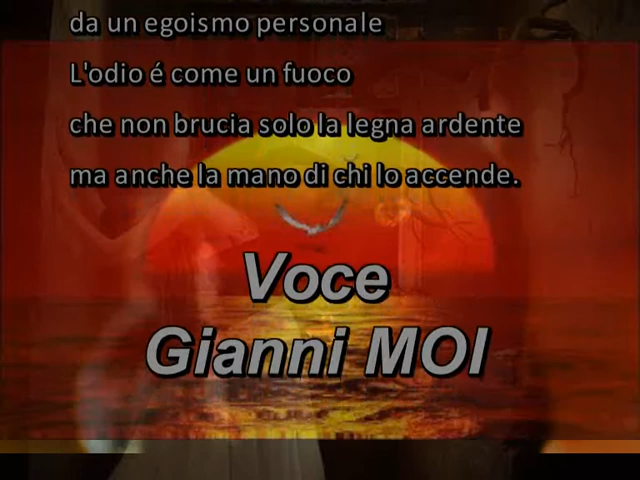 da un egoismo personale
L'odio é come un fuoco
che non brucia solo la legna ardente
ma anche la mano di chi lo accende.
Voce
Gianni MOI